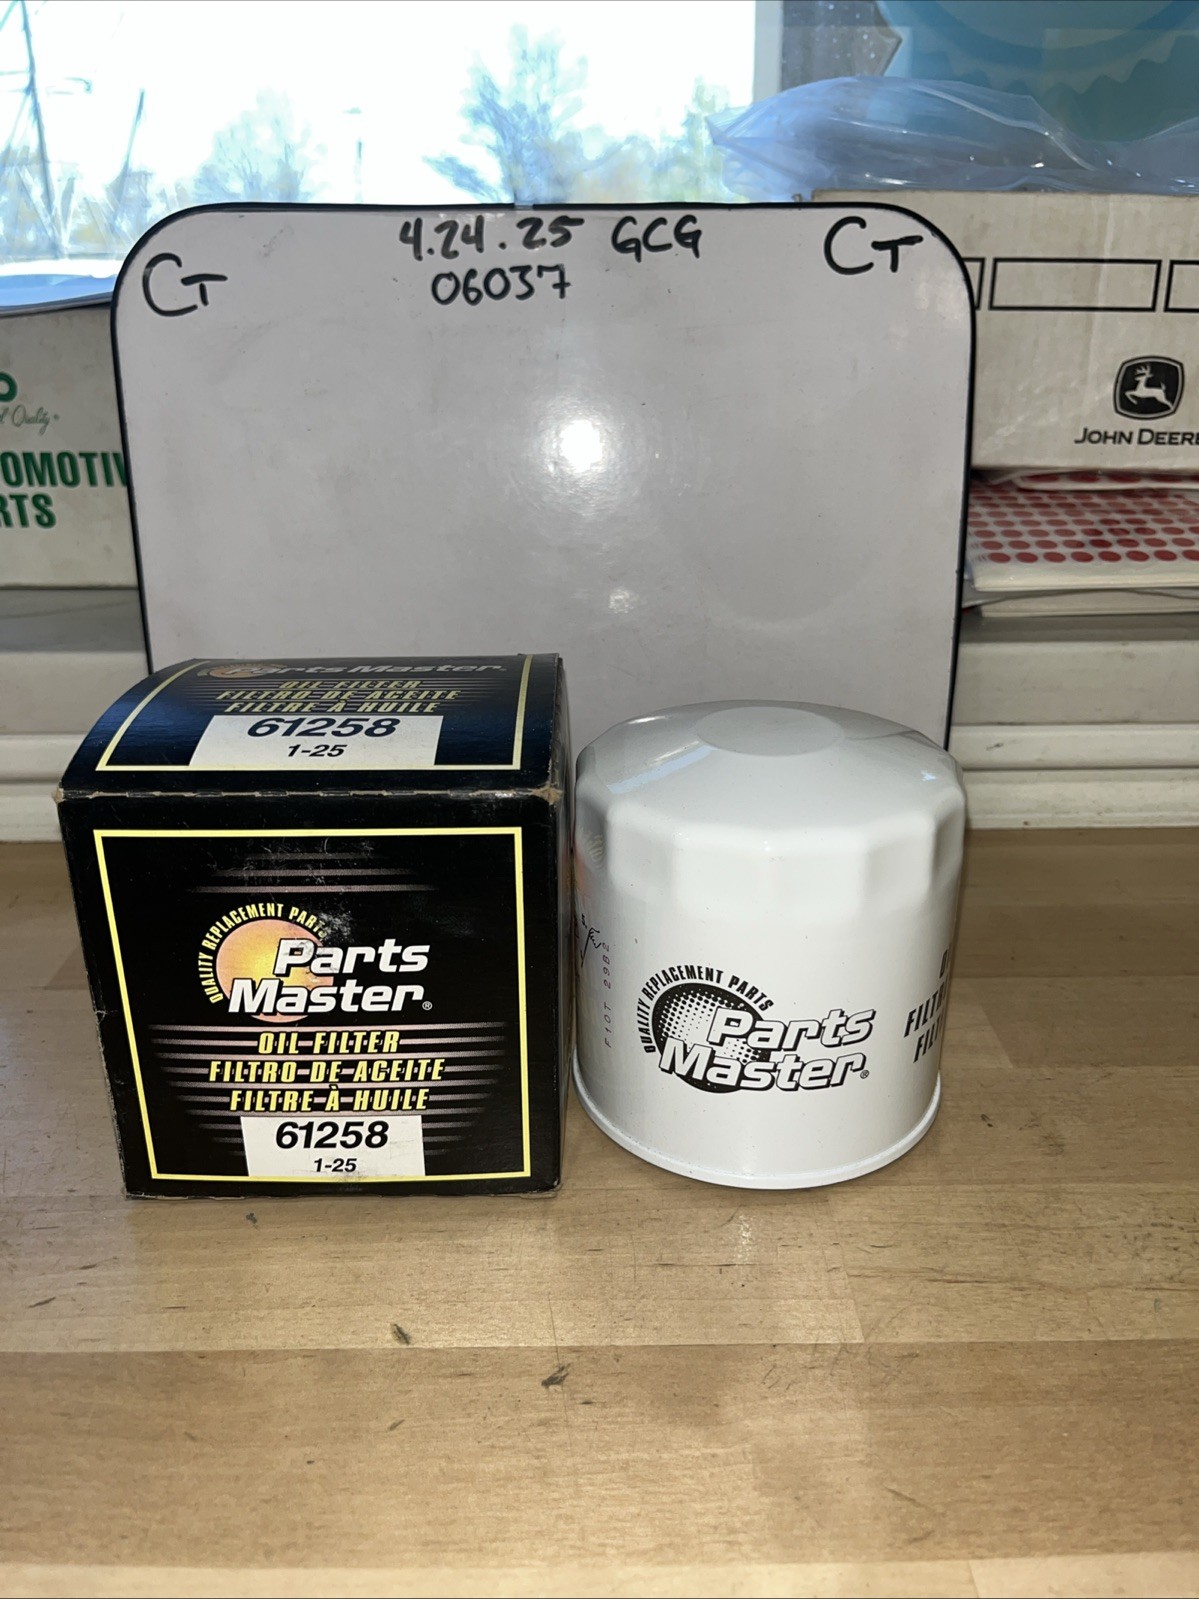 4.24.25 GCG
06037
CT
CT
JOHN DEERE
Quality
RTS
Parts Master
OIL FILTER
FILTRO DE ACEITE
FILTRE À HUILE
61258
1-25
QUALITY REPLACEMENT PARTS
Parts
Master®
OIL FILTER
FILTRO DE ACEITE
FILTRE À HUILE
61258
1-25
QUALITY REPLACEMENT PARTS
Parts
Master®